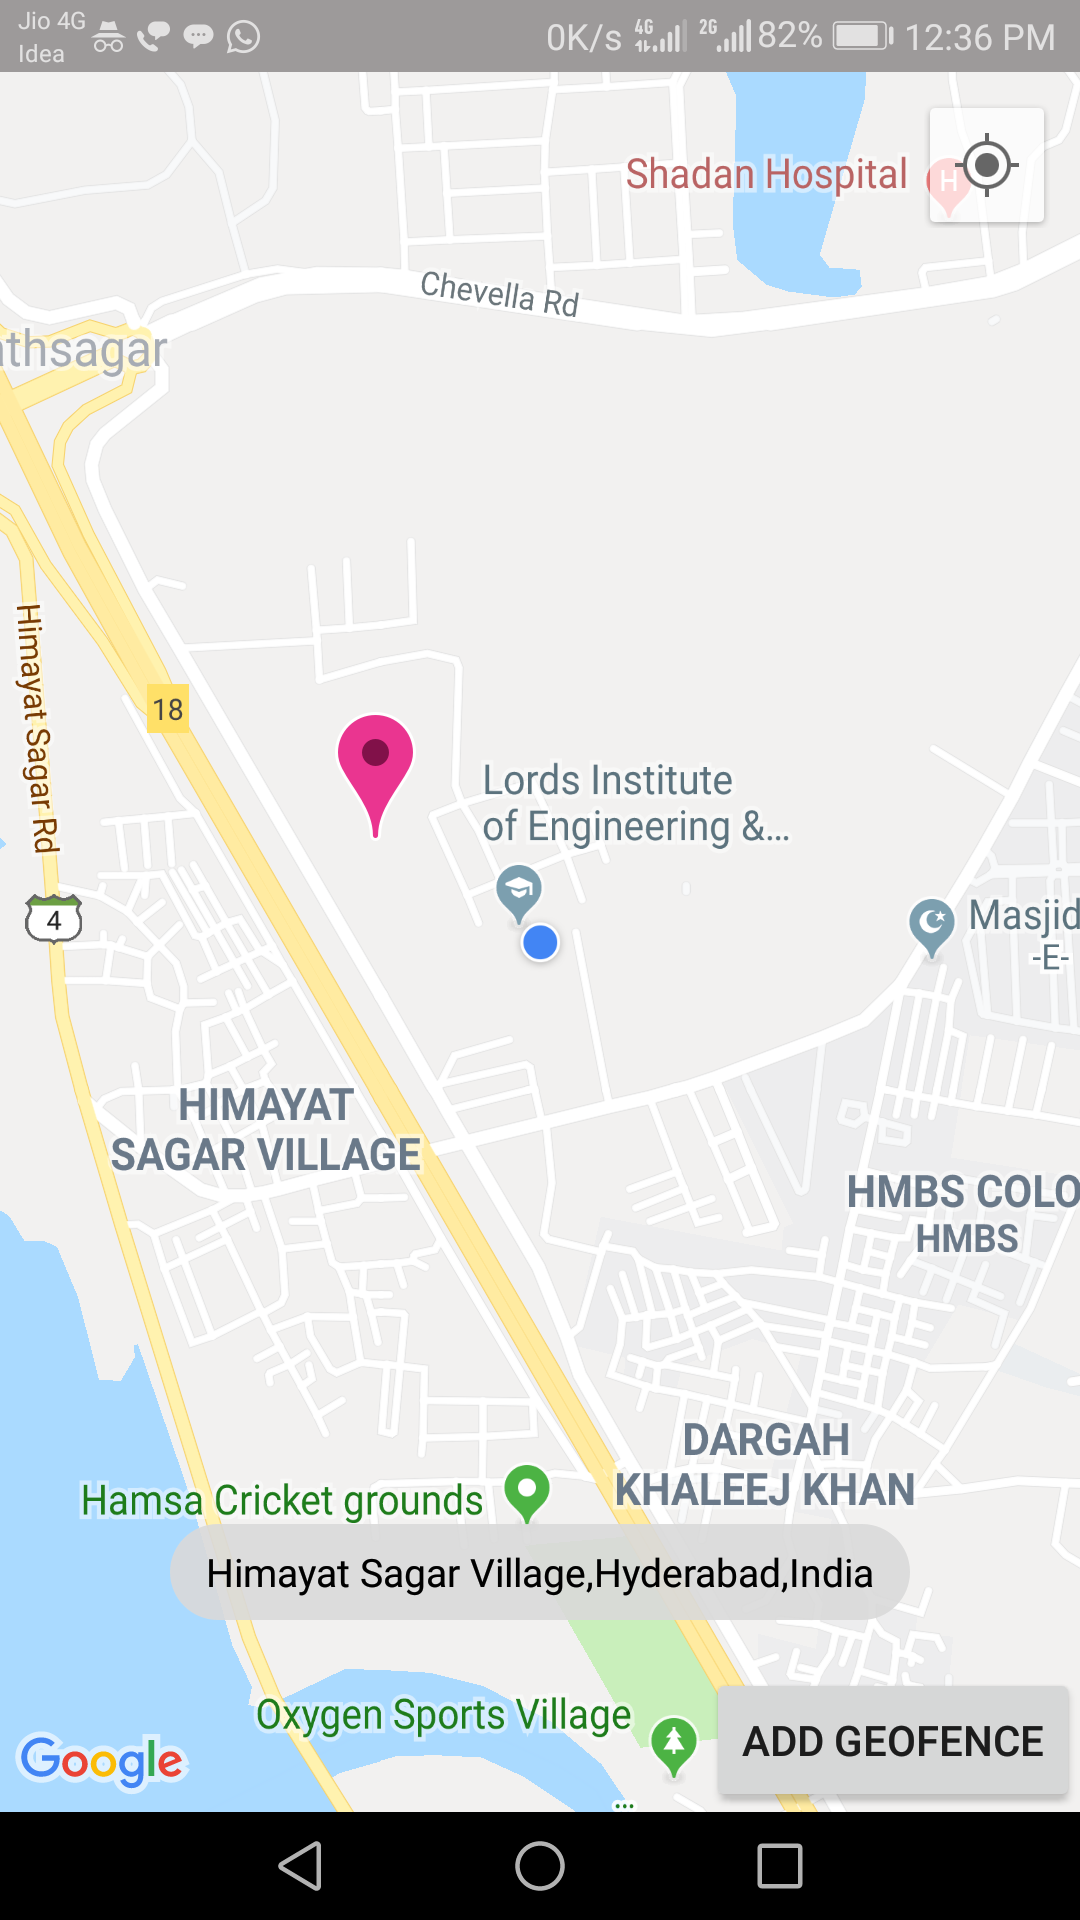 Jio 4G
Idea
0K/s 4G 2G 82% 12:36 PM
Shadan Hospital
H
Chevella Rd
athsagar
Himayat Sagar Rd
18
Lords Institute
of Engineering &...
4
Masjid
-E-
HIMAYAT
SAGAR VILLAGE
HMBS COLO
HMBS
DARGAH
KHALEEJ KHAN
Hamsa Cricket grounds
Himayat Sagar Village,Hyderabad,India
Oxygen Sports Village
...
ADD GEOFENCE
Google